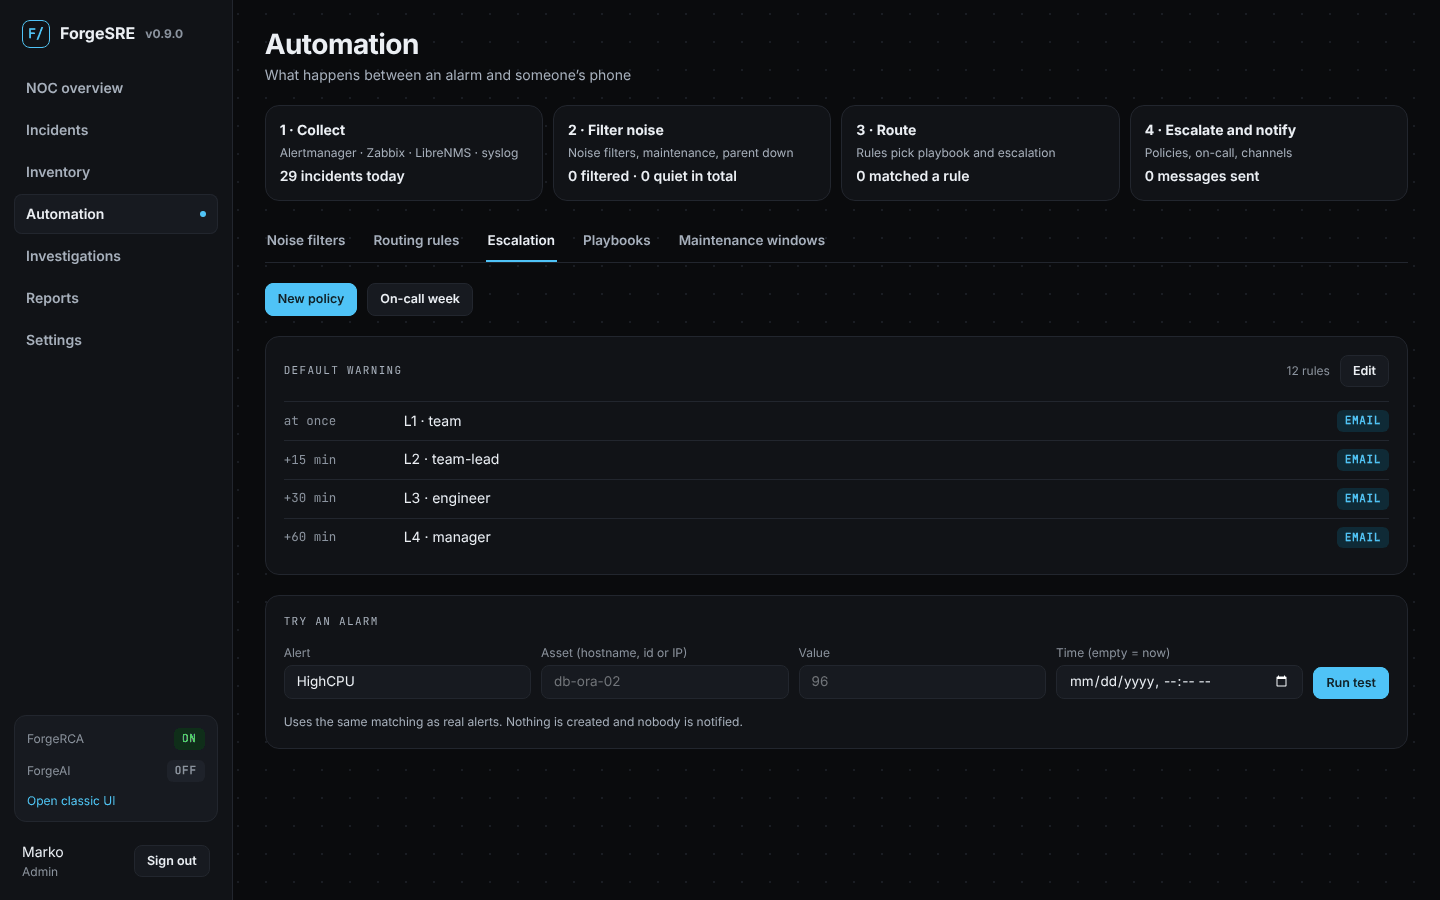 F/ ForgeSRE v0.9.0
NOC overview
Incidents
Inventory
Automation
Investigations
Reports
Settings
ForgeRCA ON
ForgeAI OFF
Open classic UI
Marko
Admin
Sign out
Automation
What happens between an alarm and someone’s phone
1 · Collect
Alertmanager · Zabbix · LibreNMS · syslog
29 incidents today
2 · Filter noise
Noise filters, maintenance, parent down
0 filtered · 0 quiet in total
3 · Route
Rules pick playbook and escalation
0 matched a rule
4 · Escalate and notify
Policies, on-call, channels
0 messages sent
Noise filters Routing rules Escalation Playbooks Maintenance windows
New policy On-call week
DEFAULT WARNING 12 rules Edit
at once L1 · team EMAIL
+15 min L2 · team-lead EMAIL
+30 min L3 · engineer EMAIL
+60 min L4 · manager EMAIL
TRY AN ALARM
Alert Asset (hostname, id or IP) Value Time (empty = now)
HighCPU db-ora-02 96 mm/dd/yyyy, --:-- -- Run test
Uses the same matching as real alerts. Nothing is created and nobody is notified.